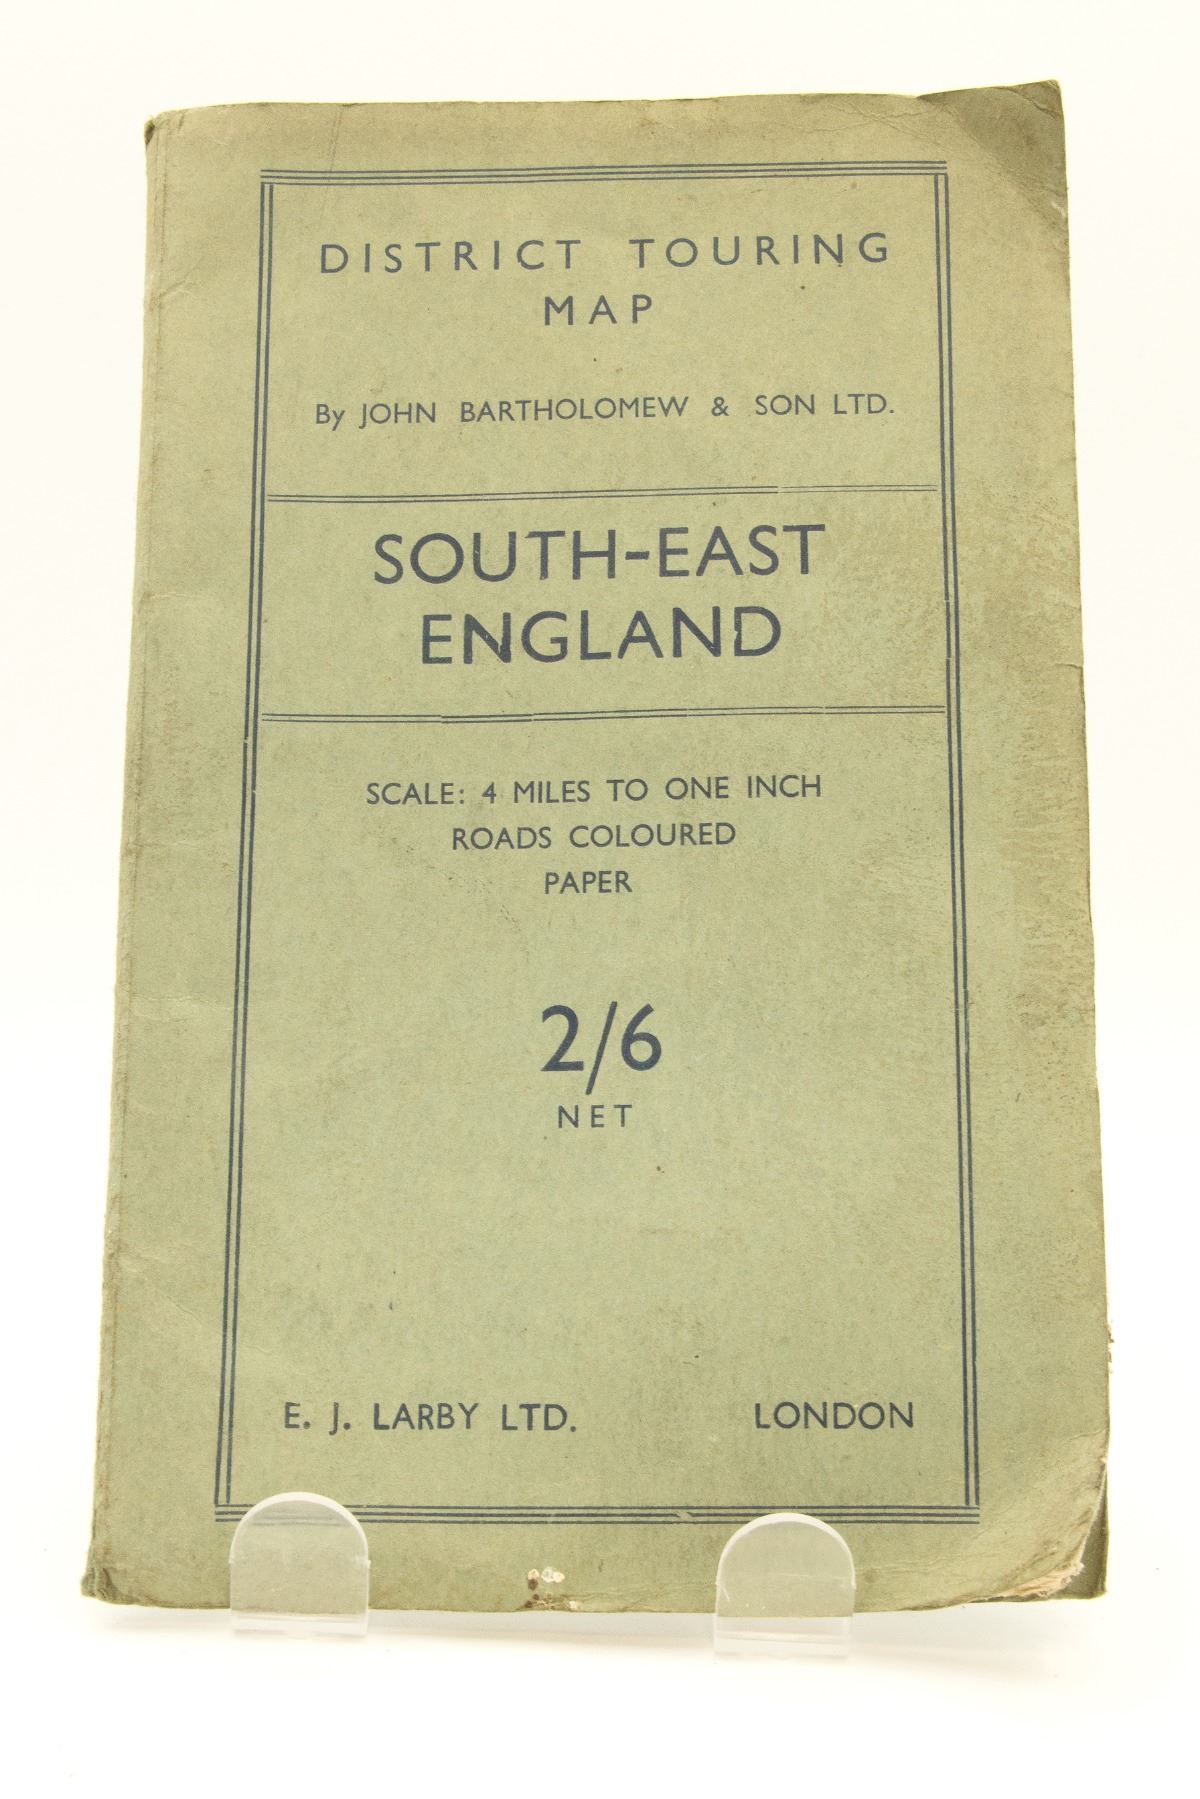 DISTRICT TOURING
MAP
By JOHN BARTHOLOMEW & SON LTD.
SOUTH-EAST
ENGLAND
SCALE: 4 MILES TO ONE INCH
ROADS COLOURED
PAPER
2/6
NET
E. J. LARBY LTD. LONDON